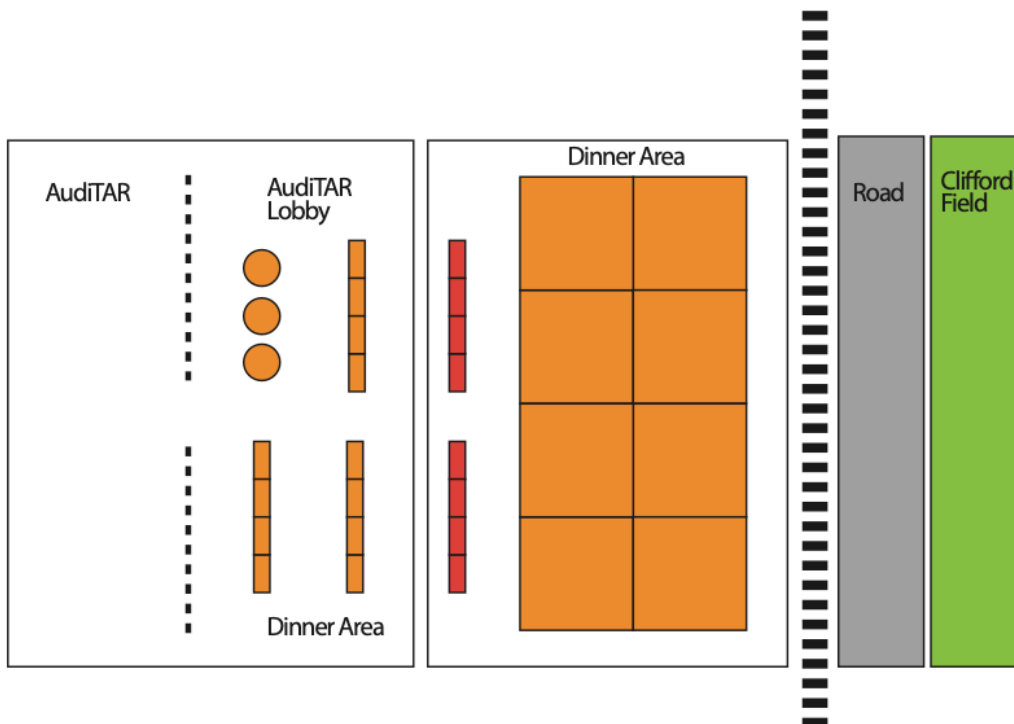 AudiTAR
AudiTAR
Lobby
Dinner Area
Dinner Area
Road
Clifford
Field